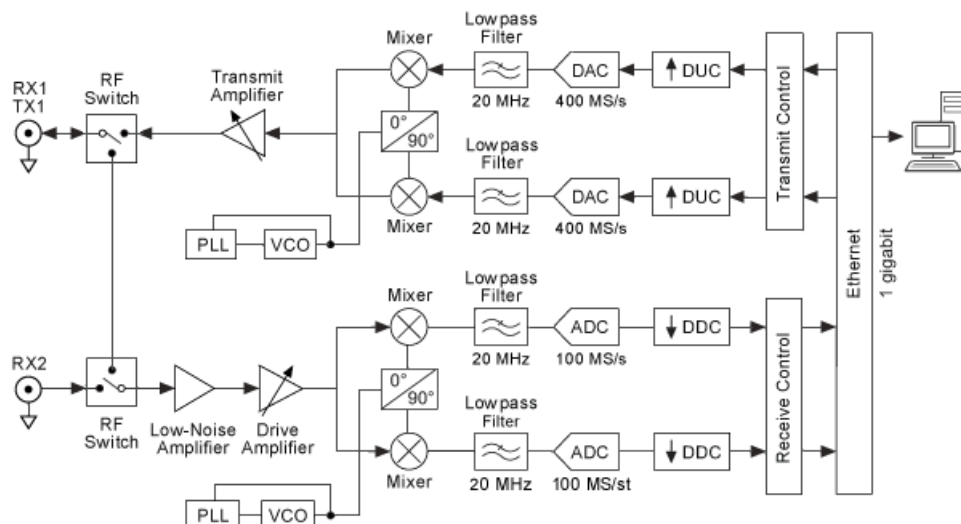 Lowpass
Filter
Mixer
20 MHz
DAC
400 MS/s
DUC
Transmit Control
RX1
TX1
RF
Switch
Transmit
Amplifier
0°
90°
Lowpass
Filter
Mixer
20 MHz
DAC
400 MS/s
DUC
PLL
VCO
Ethernet
1 gigabit
Lowpass
Filter
Mixer
20 MHz
ADC
100 MS/s
DDC
Receive Control
RX2
RF
Switch
Low-Noise
Amplifier
Drive
Amplifier
0°
90°
Lowpass
Filter
Mixer
20 MHz
ADC
100 MS/st
DDC
PLL
VCO